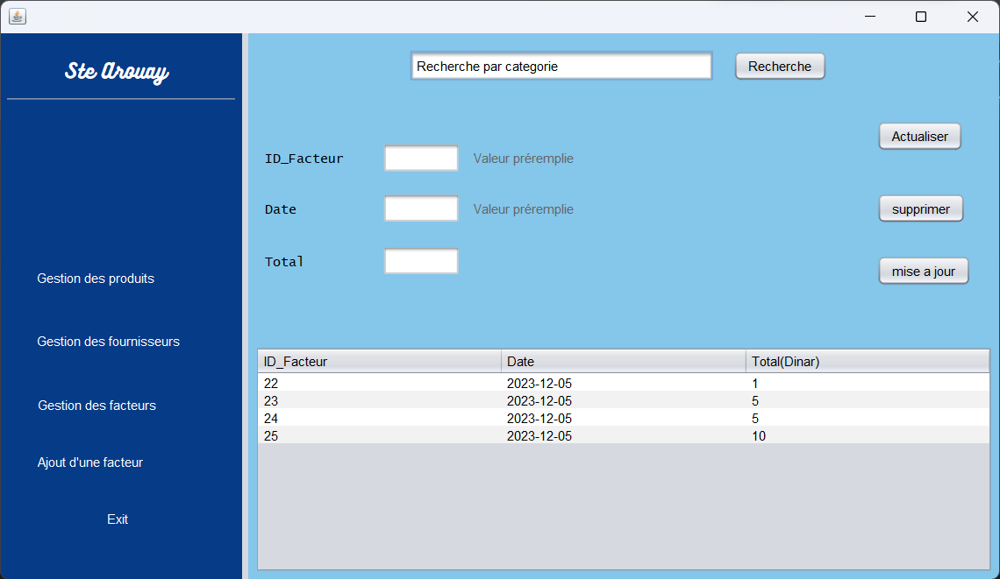 Ste Arouay
Gestion des produits
Gestion des fournisseurs
Gestion des facteurs
Ajout d'une facteur
Exit
Recherche par categorie
Recherche
Actualiser
ID_Facteur
Valeur préremplie
Date
Valeur préremplie
supprimer
Total
mise a jour
ID_Facteur Date Total(Dinar)
22 2023-12-05 1
23 2023-12-05 5
24 2023-12-05 5
25 2023-12-05 10